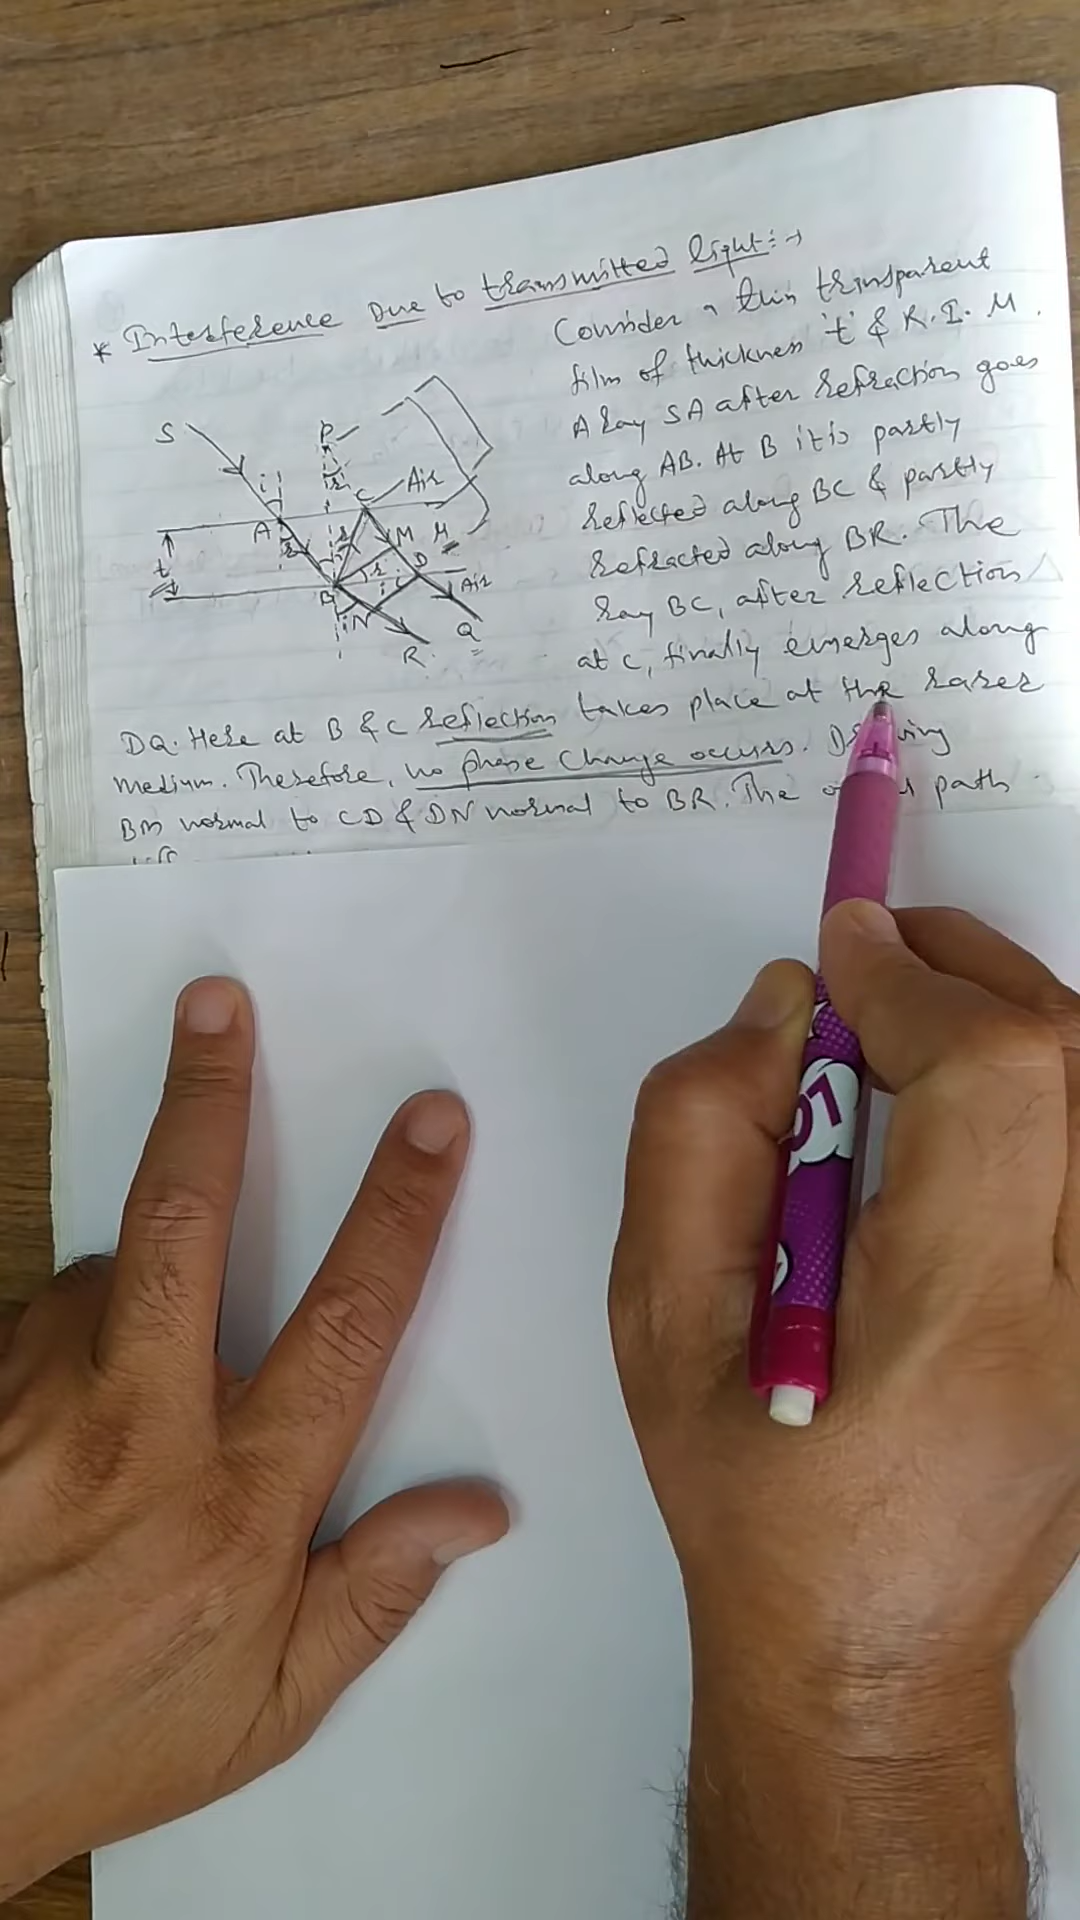 * Interference Due to transmitted light:→
Consider a thin transparent
film of thickness 't' & R.I. M.
A Ray SA after Refraction goes
along AB. At B it is partly
Reflected along BC & partly
Refracted along BR. The
Ray BC, after Reflection
at C, finally emerges along
DQ. Here at B & C Reflection takes place at the rarer
medium. Therefore, no phase change occurs.
BM normal to CD & DN normal to BR. The path
S
P
i
r
C
Air
A
r
M
M
t
r
D
B
i
Air
i
N
Q
R
01